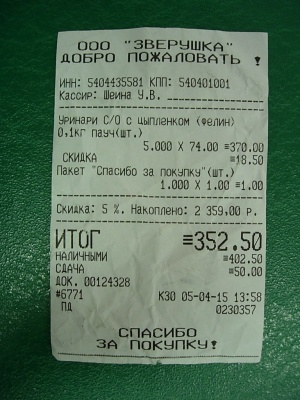 ООО "ЗВЕРУШКА"
ДОБРО ПОЖАЛОВАТЬ !
ИНН: 5404435581 КПП: 540401001
Кассир: Шеина У.В.
Уринари С/О с цыпленком (фелин)
0,1кг пауч(шт.)
5.000 X 74.00 ≡370.00
СКИДКА ≡18.50
Пакет "Спасибо за покупку"(шт.)
1.000 X 1.00 ≡1.00
Скидка: 5 %. Накоплено: 2 359.00 р.
ИТОГ ≡352.50
НАЛИЧНЫМИ ≡402.50
СДАЧА ≡50.00
ДОК. 00124328
#6771 К30 05-04-15 13:58
ПД 0230357
СПАСИБО
ЗА ПОКУПКУ!